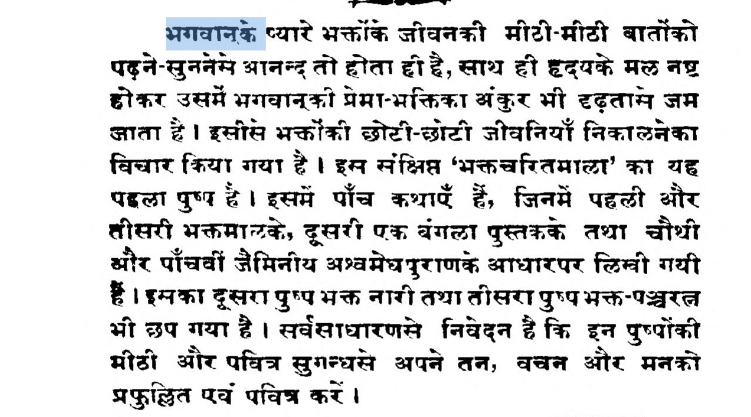 भगवान्‌के प्यारे भक्तोंके जीवनकी मीठी-मीठी बातोंको
पढ़ने-सुननेसे आनन्द तो होता ही है, साथ ही हृदयके मल नष्ट
होकर उसमें भगवान्‌की प्रेमा-भक्तिका अंकुर भी दृढ़तासे जम
जाता है । इसीसे भक्तोंकी छोटी-छोटी जीवनियाँ निकालनेका
विचार किया गया है । इस संक्षिप्त ‘भक्तचरितमाला’ का यह
पहला पुष्प है । इसमें पाँच कथाएँ हैं, जिनमें पहली और
तीसरी भक्तमालके, दूसरी एक बंगला पुस्तकके तथा चौथी
और पाँचवीं जैमिनीय अश्वमेधपुराणके आधारपर लिखी गयी
हैं । इसका दूसरा पुष्प भक्त नारी तथा तीसरा पुष्प भक्त-पञ्चरत्न
भी छप गया है । सर्वसाधारणसे निवेदन है कि इन पुष्पोंकी
मीठी और पवित्र सुगन्धसे अपने तन, वचन और मनको
प्रफुल्लित एवं पवित्र करें ।